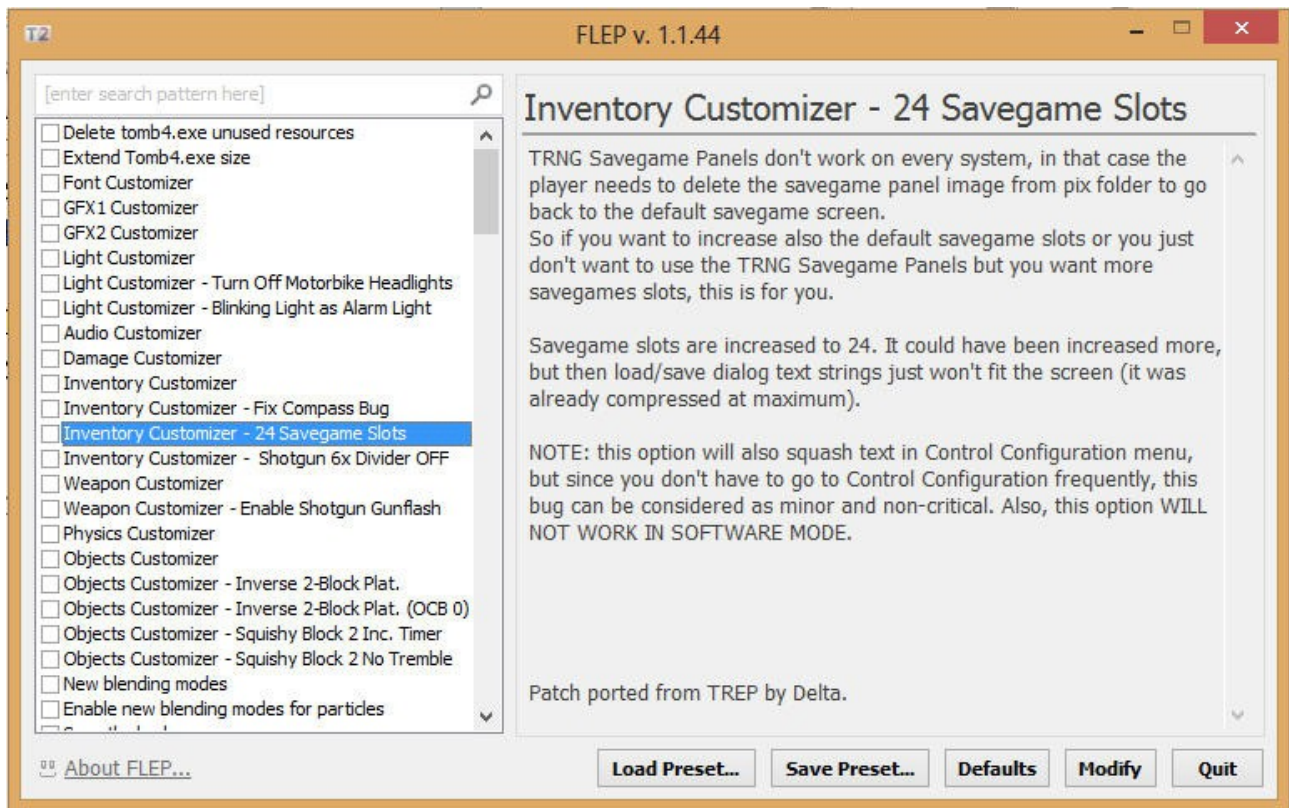 T2
FLEP v. 1.1.44
[enter search pattern here]
Delete tomb4.exe unused resources
Extend Tomb4.exe size
Font Customizer
GFX1 Customizer
GFX2 Customizer
Light Customizer
Light Customizer - Turn Off Motorbike Headlights
Light Customizer - Blinking Light as Alarm Light
Audio Customizer
Damage Customizer
Inventory Customizer
Inventory Customizer - Fix Compass Bug
Inventory Customizer - 24 Savegame Slots
Inventory Customizer -  Shotgun 6x Divider OFF
Weapon Customizer
Weapon Customizer - Enable Shotgun Gunflash
Physics Customizer
Objects Customizer
Objects Customizer - Inverse 2-Block Plat.
Objects Customizer - Inverse 2-Block Plat. (OCB 0)
Objects Customizer - Squishy Block 2 Inc. Timer
Objects Customizer - Squishy Block 2 No Tremble
New blending modes
Enable new blending modes for particles
Inventory Customizer - 24 Savegame Slots
TRNG Savegame Panels don't work on every system, in that case the
player needs to delete the savegame panel image from pix folder to go
back to the default savegame screen.
So if you want to increase also the default savegame slots or you just
don't want to use the TRNG Savegame Panels but you want more
savegames slots, this is for you.
Savegame slots are increased to 24. It could have been increased more,
but then load/save dialog text strings just won't fit the screen (it was
already compressed at maximum).
NOTE: this option will also squash text in Control Configuration menu,
but since you don't have to go to Control Configuration frequently, this
bug can be considered as minor and non-critical. Also, this option WILL
NOT WORK IN SOFTWARE MODE.
Patch ported from TREP by Delta.
About FLEP...
Load Preset...
Save Preset...
Defaults
Modify
Quit